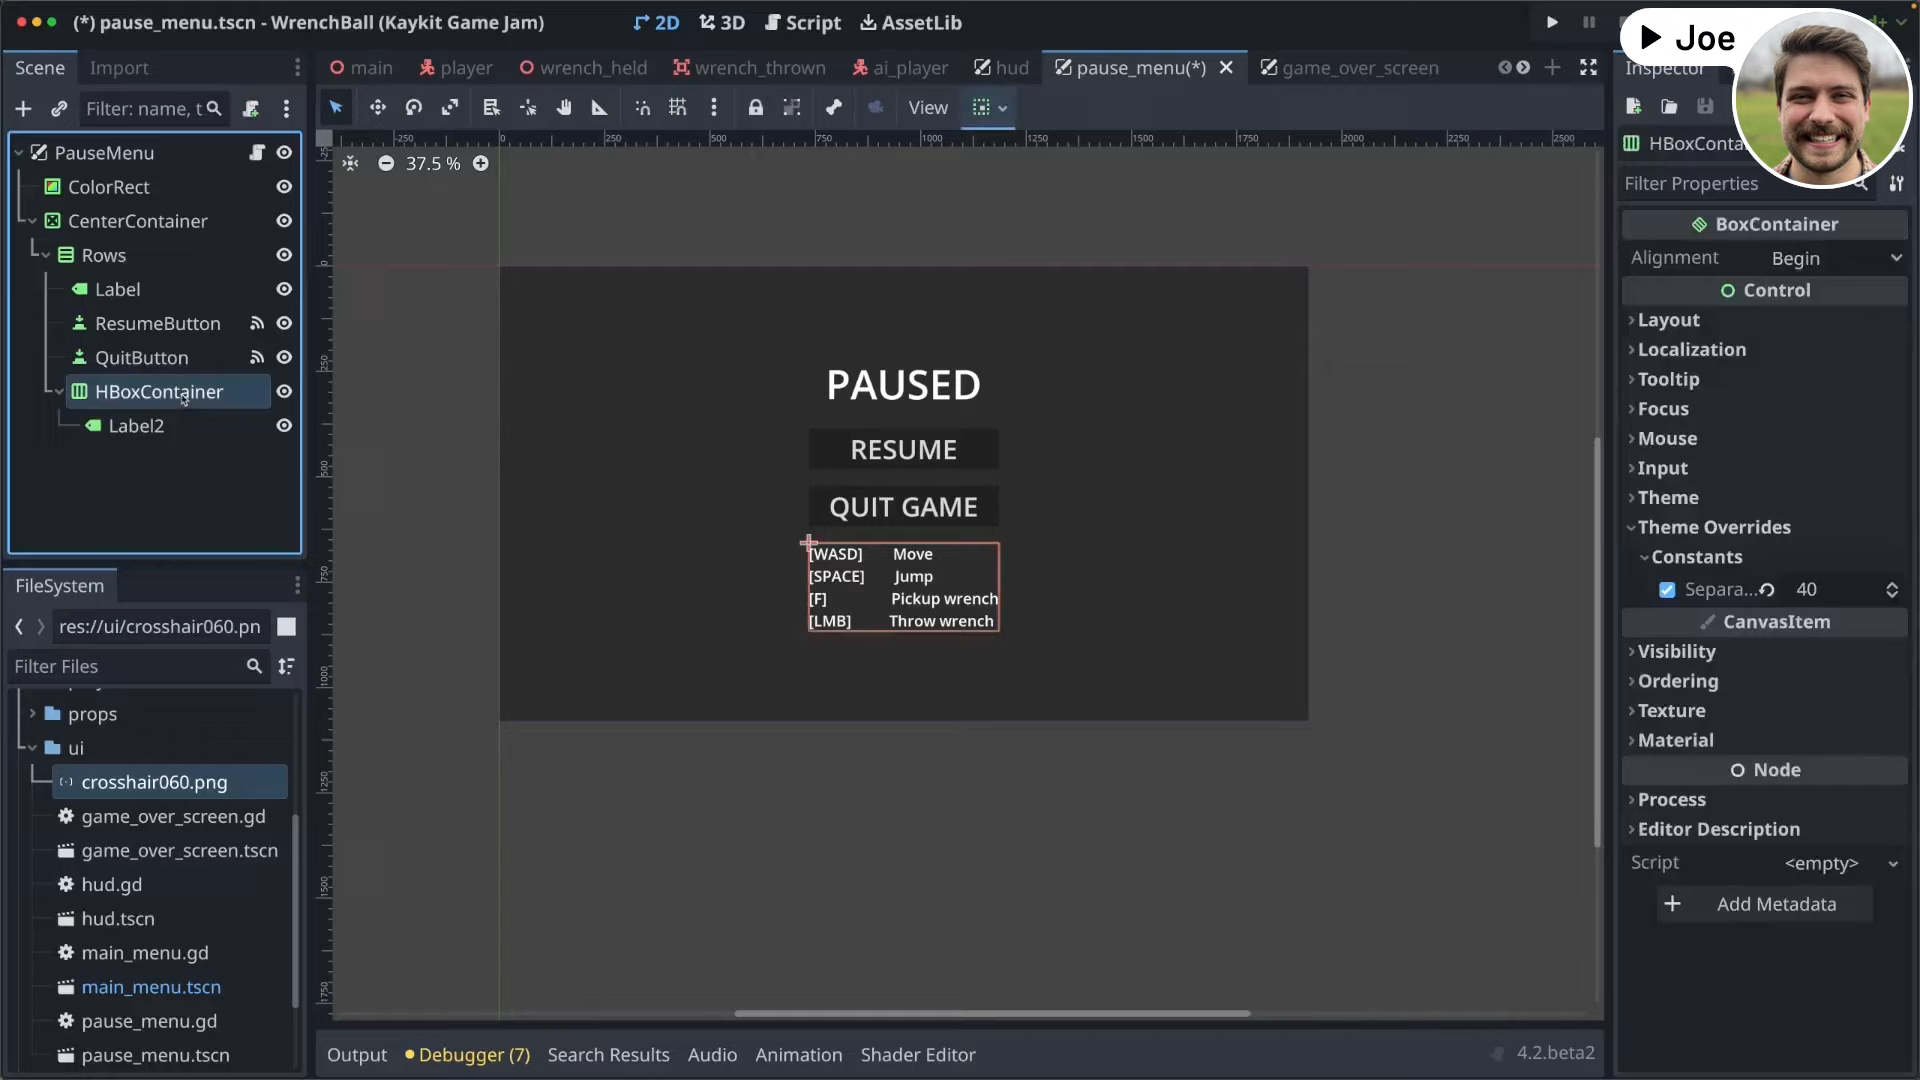 (*) pause_menu.tscn - WrenchBall (Kaykit Game Jam)
2D
3D
Script
AssetLib
Joe
Scene
Import
main
player
wrench_held
wrench_thrown
ai_player
hud
pause_menu(*)
game_over_screen
Inspector
Filter: name, t
View
HBoxConta
Filter Properties
37.5 %
PauseMenu
ColorRect
CenterContainer
Rows
Label
ResumeButton
QuitButton
HBoxContainer
Label2
PAUSED
RESUME
QUIT GAME
[WASD] Move
[SPACE] Jump
[F] Pickup wrench
[LMB] Throw wrench
BoxContainer
Alignment Begin
Control
Layout
Localization
Tooltip
Focus
Mouse
Input
Theme
Theme Overrides
Constants
Separa... 40
CanvasItem
Visibility
Ordering
Texture
Material
Node
Process
Editor Description
Script <empty>
Add Metadata
FileSystem
res://ui/crosshair060.pn
Filter Files
props
ui
crosshair060.png
game_over_screen.gd
game_over_screen.tscn
hud.gd
hud.tscn
main_menu.gd
main_menu.tscn
pause_menu.gd
pause_menu.tscn
Output
Debugger (7)
Search Results
Audio
Animation
Shader Editor
4.2.beta2